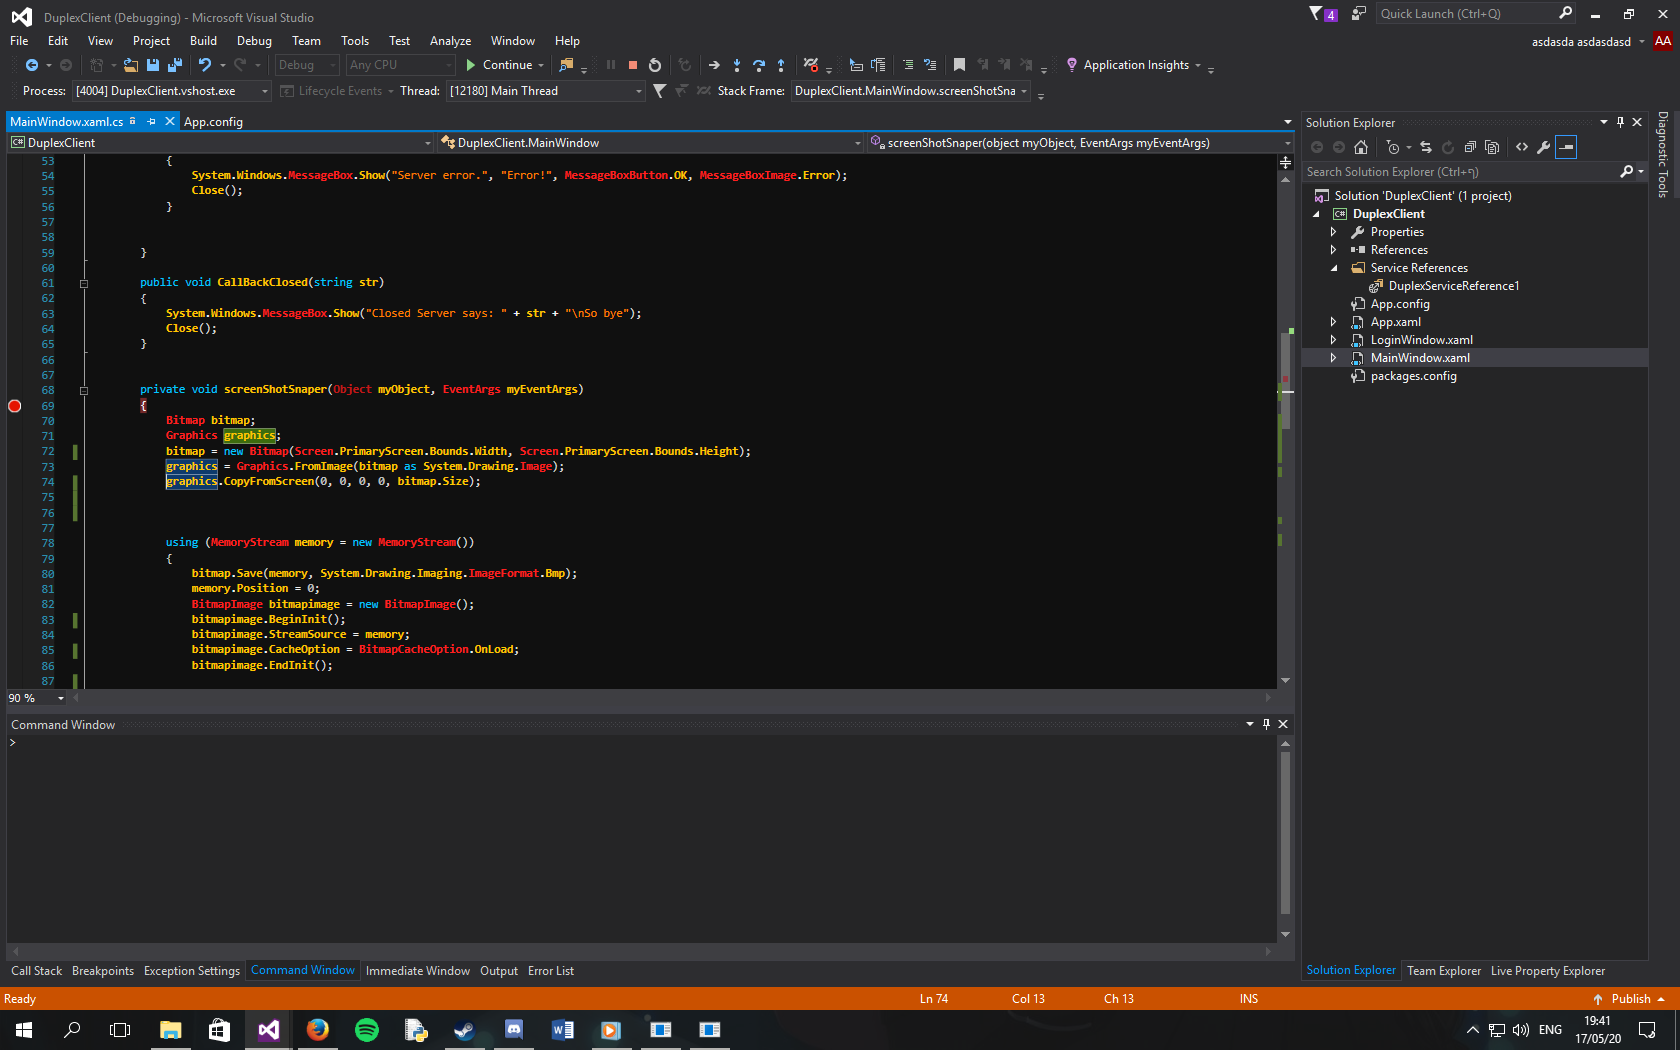 DuplexClient (Debugging) - Microsoft Visual Studio
4
Quick Launch (Ctrl+Q)
File Edit View Project Build Debug Team Tools Test Analyze Window Help
asdasda asdasdasd AA
Debug Any CPU Continue Application Insights
Process: [4004] DuplexClient.vshost.exe Lifecycle Events Thread: [12180] Main Thread Stack Frame: DuplexClient.MainWindow.screenShotSna
MainWindow.xaml.cs App.config
DuplexClient DuplexClient.MainWindow screenShotSnaper(object myObject, EventArgs myEventArgs)
53 {
54 System.Windows.MessageBox.Show("Server error.", "Error!", MessageBoxButton.OK, MessageBoxImage.Error);
55 Close();
56 }
57
58
59 }
60
61 public void CallBackClosed(string str)
62 {
63 System.Windows.MessageBox.Show("Closed Server says: " + str + "\nSo bye");
64 Close();
65 }
66
67
68 private void screenShotSnaper(Object myObject, EventArgs myEventArgs)
69 {
70 Bitmap bitmap;
71 Graphics graphics;
72 bitmap = new Bitmap(Screen.PrimaryScreen.Bounds.Width, Screen.PrimaryScreen.Bounds.Height);
73 graphics = Graphics.FromImage(bitmap as System.Drawing.Image);
74 graphics.CopyFromScreen(0, 0, 0, 0, bitmap.Size);
75
76
77
78 using (MemoryStream memory = new MemoryStream())
79 {
80 bitmap.Save(memory, System.Drawing.Imaging.ImageFormat.Bmp);
81 memory.Position = 0;
82 BitmapImage bitmapimage = new BitmapImage();
83 bitmapimage.BeginInit();
84 bitmapimage.StreamSource = memory;
85 bitmapimage.CacheOption = BitmapCacheOption.OnLoad;
86 bitmapimage.EndInit();
87
90 %
Command Window
>
Call Stack Breakpoints Exception Settings Command Window Immediate Window Output Error List
Solution Explorer
Search Solution Explorer (Ctrl+ך)
Solution 'DuplexClient' (1 project)
C# DuplexClient
Properties
References
Service References
DuplexServiceReference1
App.config
App.xaml
LoginWindow.xaml
MainWindow.xaml
packages.config
Solution Explorer Team Explorer Live Property Explorer
Diagnostic Tools
Ready Ln 74 Col 13 Ch 13 INS Publish
ENG 19:41
17/05/20